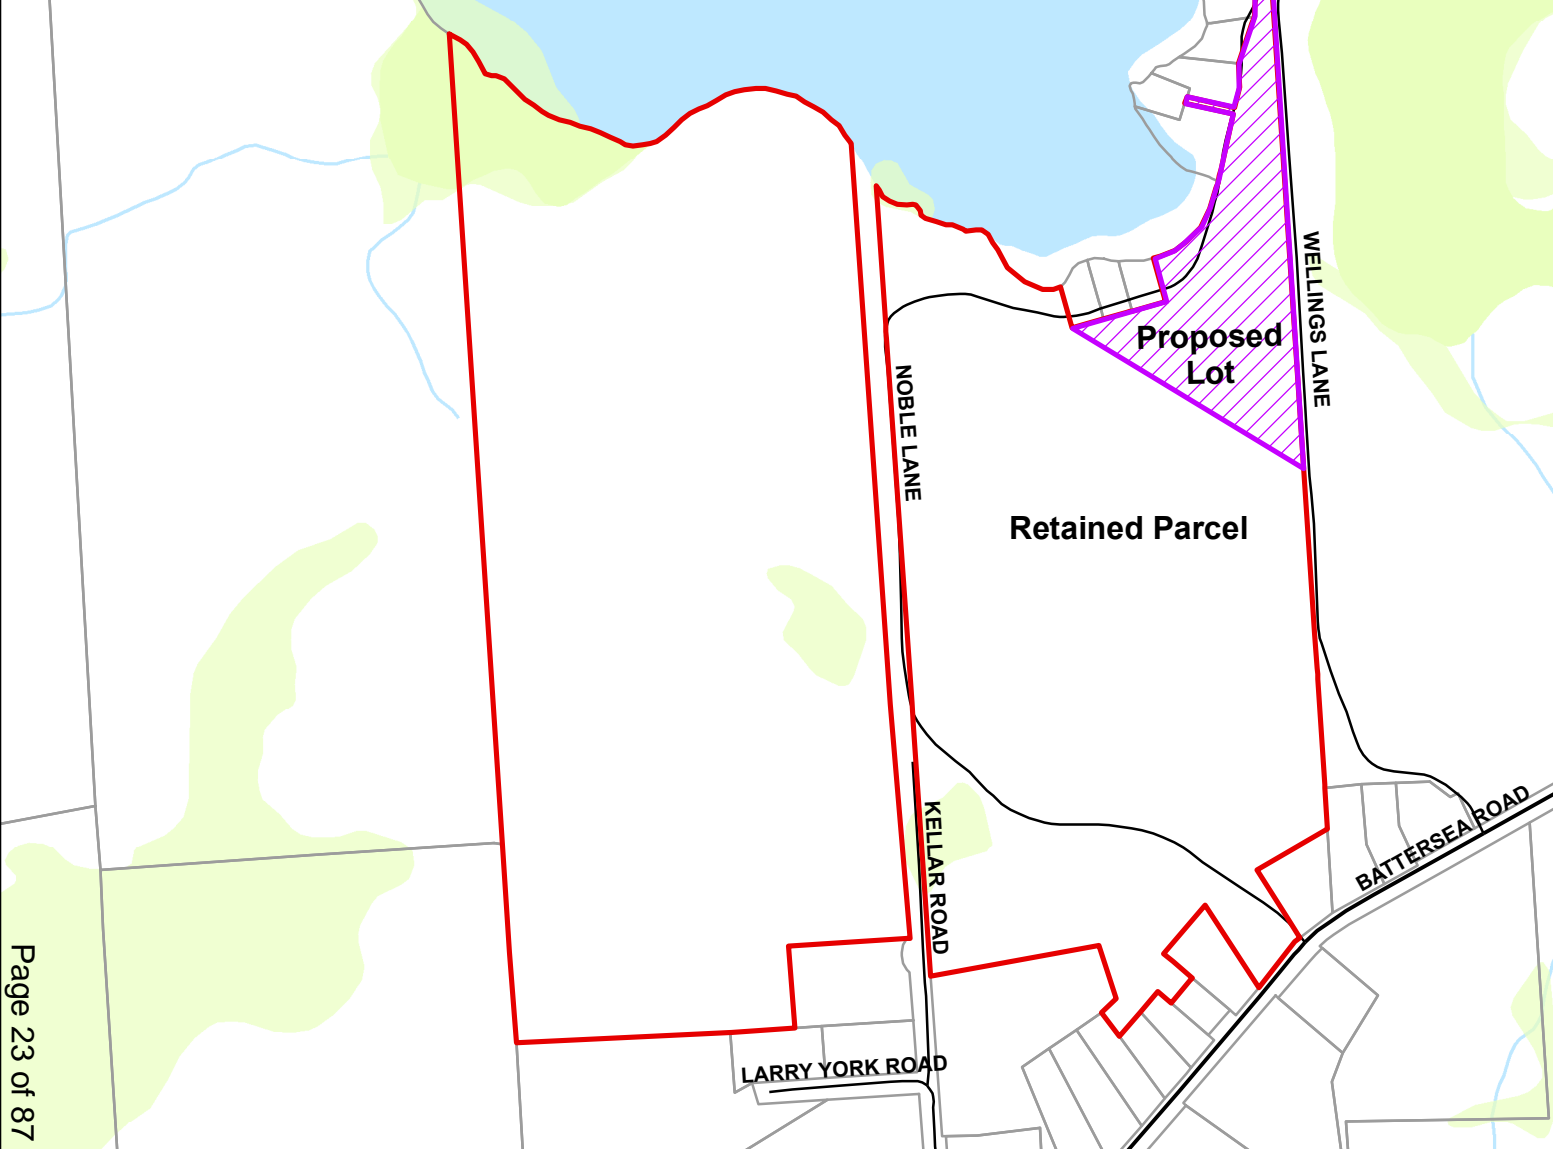 WELLINGS LANE
Proposed
Lot
NOBLE LANE
Retained Parcel
BATTERSEA ROAD
KELLAR ROAD
LARRY YORK ROAD
Page 23 of 87